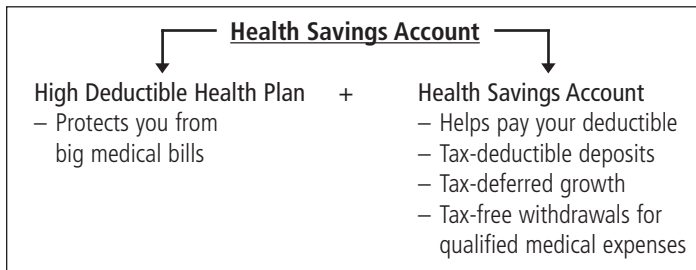 Health Savings Account
High Deductible Health Plan + Health Savings Account
– Protects you from
big medical bills
– Helps pay your deductible
– Tax-deductible deposits
– Tax-deferred growth
– Tax-free withdrawals for
qualified medical expenses